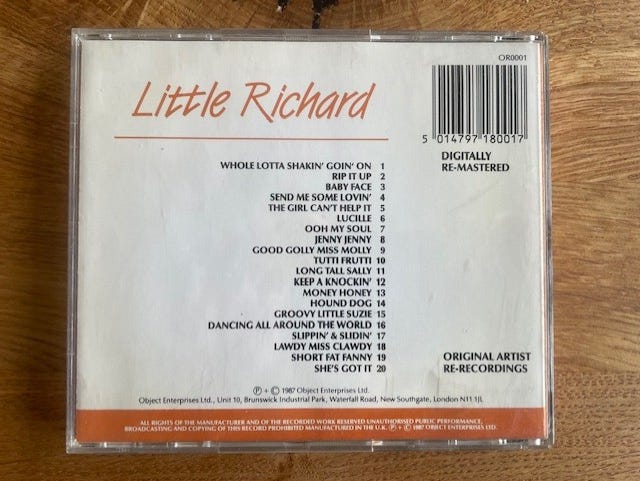 OR0001
Little Richard
5 014797 180017
DIGITALLY
RE-MASTERED
WHOLE LOTTA SHAKIN' GOIN' ON 1
RIP IT UP 2
BABY FACE 3
SEND ME SOME LOVIN' 4
THE GIRL CAN'T HELP IT 5
LUCILLE 6
OOH MY SOUL 7
JENNY JENNY 8
GOOD GOLLY MISS MOLLY 9
TUTTI FRUTTI 10
LONG TALL SALLY 11
KEEP A KNOCKIN' 12
MONEY HONEY 13
HOUND DOG 14
GROOVY LITTLE SUZIE 15
DANCING ALL AROUND THE WORLD 16
SLIPPIN' & SLIDIN' 17
LAWDY MISS CLAWDY 18
SHORT FAT FANNY 19
SHE'S GOT IT 20
ORIGINAL ARTIST
RE-RECORDINGS
℗ + © 1987 Object Enterprises Ltd.
Object Enterprises Ltd., Unit 10, Brunswick Industrial Park, Waterfall Road, New Southgate, London N11 1JL
ALL RIGHTS OF THE MANUFACTURER AND OF THE RECORDED WORK RESERVED UNAUTHORISED PUBLIC PERFORMANCE,
BROADCASTING AND COPYING OF THIS RECORD PROHIBITED MANUFACTURED IN THE U.K. ℗ + © 1987 OBJECT ENTERPRISES LTD.